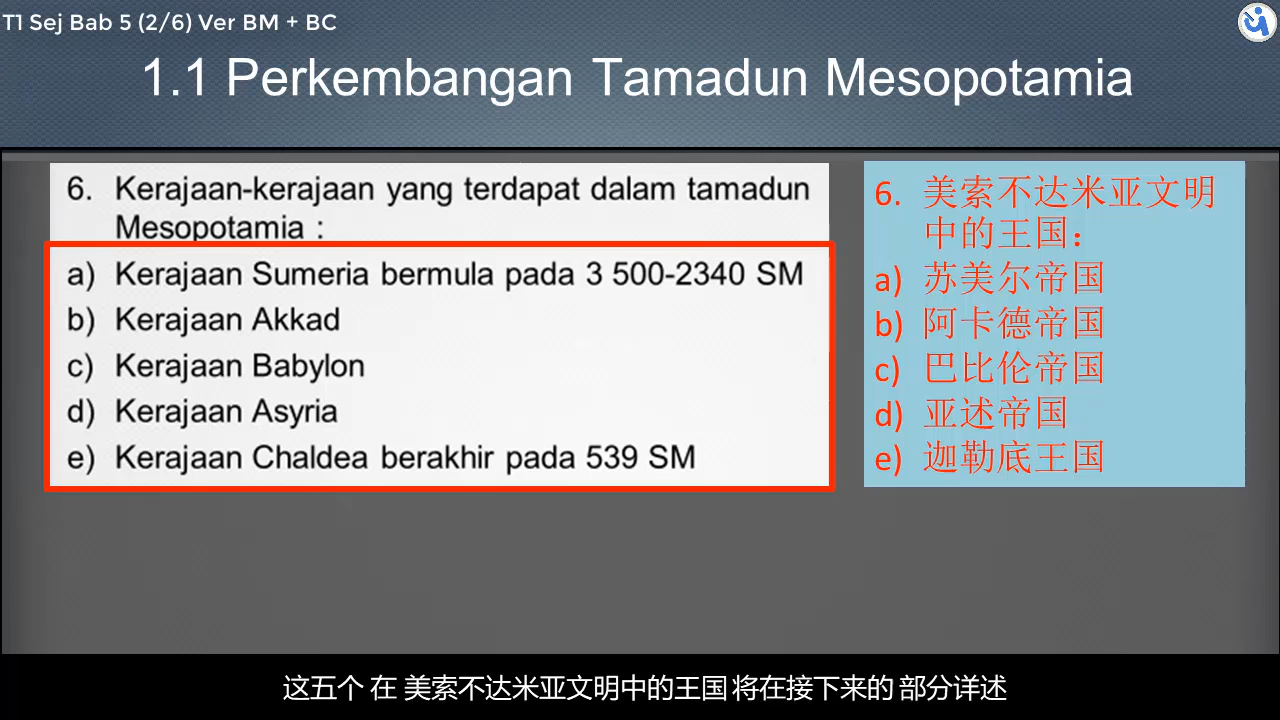 T1 Sej Bab 5 (2/6) Ver BM + BC
1.1 Perkembangan Tamadun Mesopotamia
6. Kerajaan-kerajaan yang terdapat dalam tamadun
Mesopotamia :
a) Kerajaan Sumeria bermula pada 3 500-2340 SM
b) Kerajaan Akkad
c) Kerajaan Babylon
d) Kerajaan Asyria
e) Kerajaan Chaldea berakhir pada 539 SM
6. 美索不达米亚文明
中的王国：
a) 苏美尔帝国
b) 阿卡德帝国
c) 巴比伦帝国
d) 亚述帝国
e) 迦勒底王国
这五个 在 美索不达米亚文明中的王国 将在接下来的 部分详述